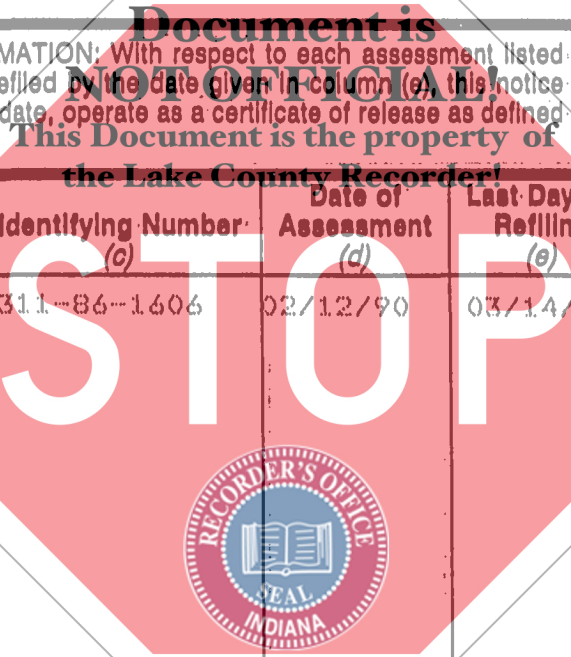 Document is
MATION: With respect to each assessment listed
NOT OFFICIAL!
efiled by the date given in column (e), this notice
date, operate as a certificate of release as defined
This Document is the property of
the Lake County Recorder!
Identifying Number
(c)
Date of
Assessment
(d)
Last Day
Refilin
(e)
311-86-1606
02/12/90
03/14/
STOP
RECORDER'S OFFICE
SEAL
INDIANA